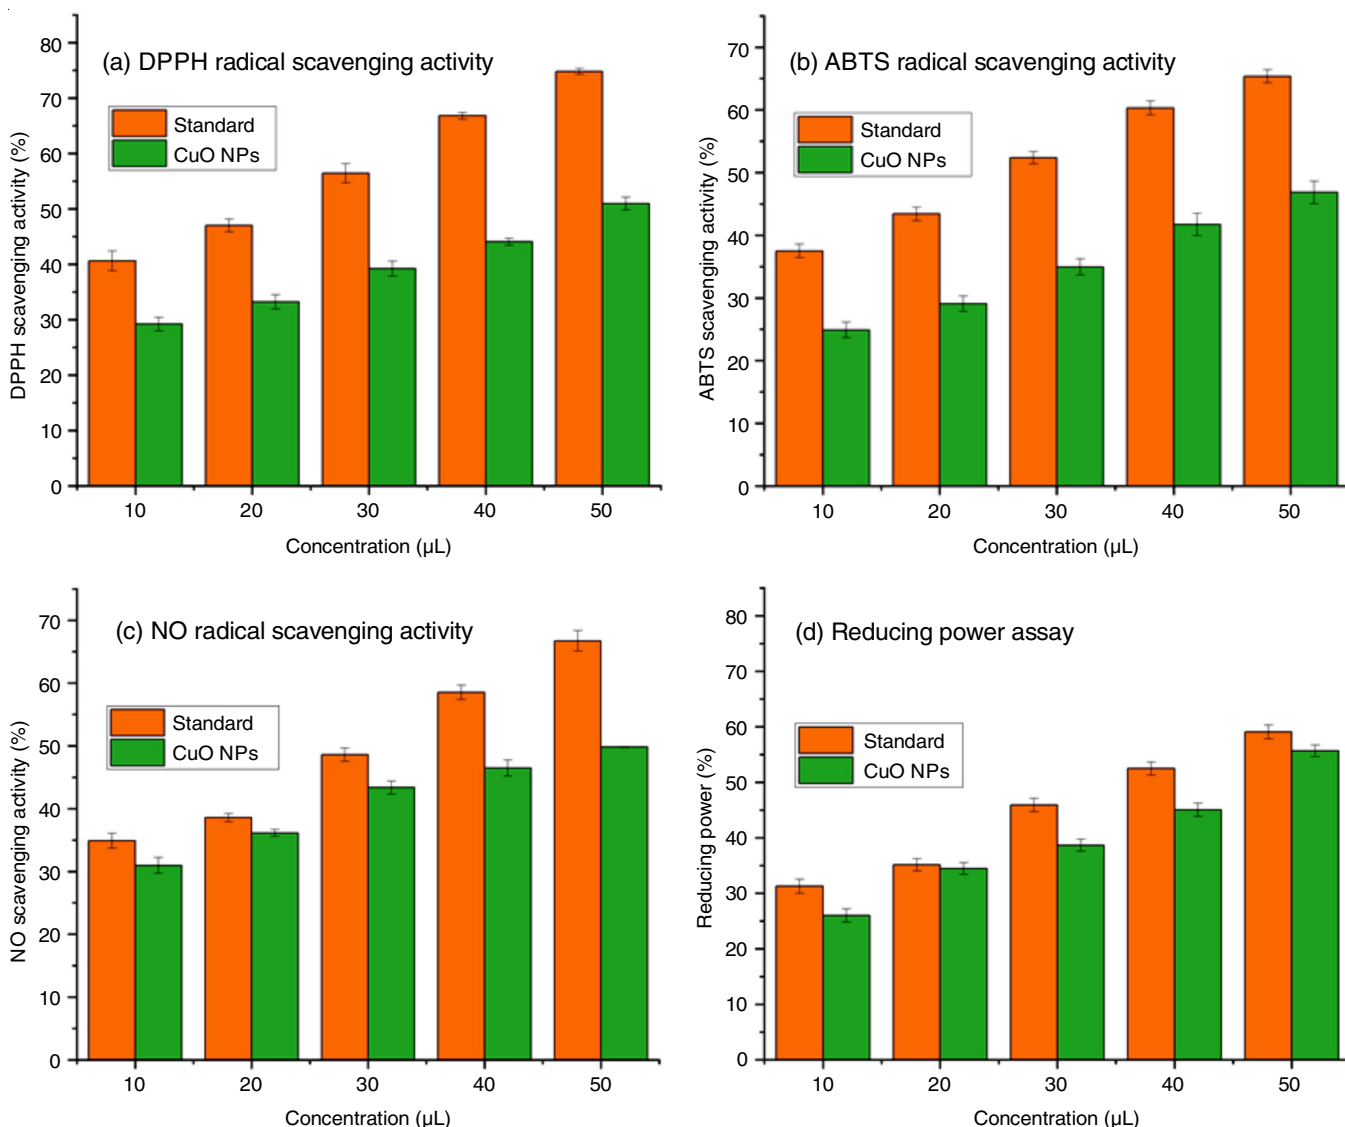 (a) DPPH radical scavenging activity
Standard
CuO NPs
DPPH scavenging activity (%)
80
70
60
50
40
30
20
10
0
10 20 30 40 50
Concentration (µL)
(b) ABTS radical scavenging activity
Standard
CuO NPs
ABTS scavenging activity (%)
70
60
50
40
30
20
10
0
10 20 30 40 50
Concentration (µL)
(c) NO radical scavenging activity
Standard
CuO NPs
NO scavenging activity (%)
70
60
50
40
30
20
10
0
10 20 30 40 50
Concentration (µL)
(d) Reducing power assay
Standard
CuO NPs
Reducing power (%)
80
70
60
50
40
30
20
10
0
10 20 30 40 50
Concentration (µL)